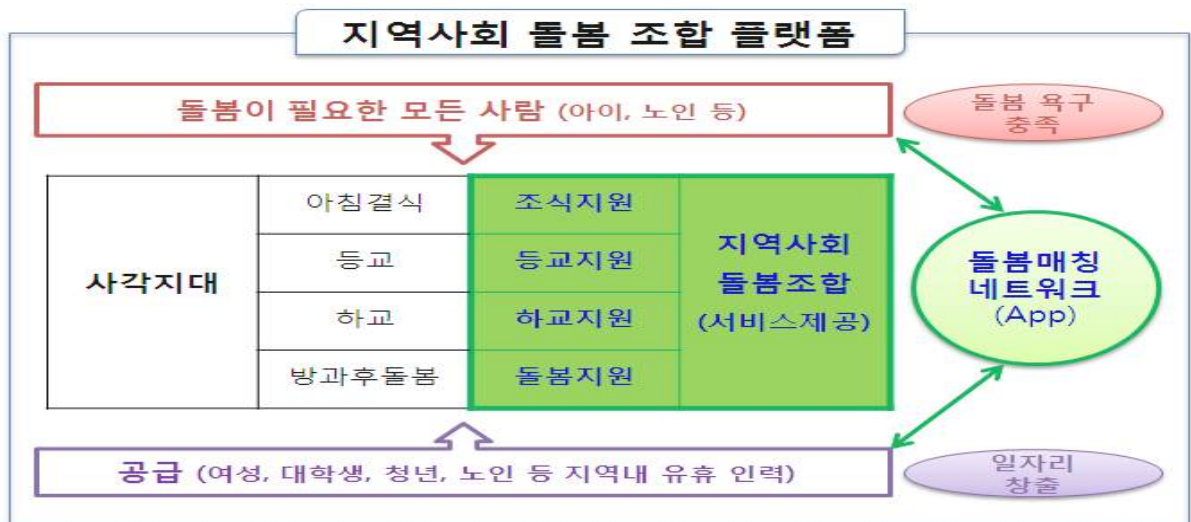 지역사회 돌봄 조합 플랫폼
돌봄이 필요한 모든 사람 (아이, 노인 등)
돌봄 욕구
충족
사각지대
아침결식
조식지원
등교
등교지원
하교
하교지원
방과후돌봄
돌봄지원
지역사회
돌봄조합
(서비스제공)
돌봄매칭
네트워크
(App)
공급 (여성, 대학생, 청년, 노인 등 지역내 유휴 인력)
일자리
창출